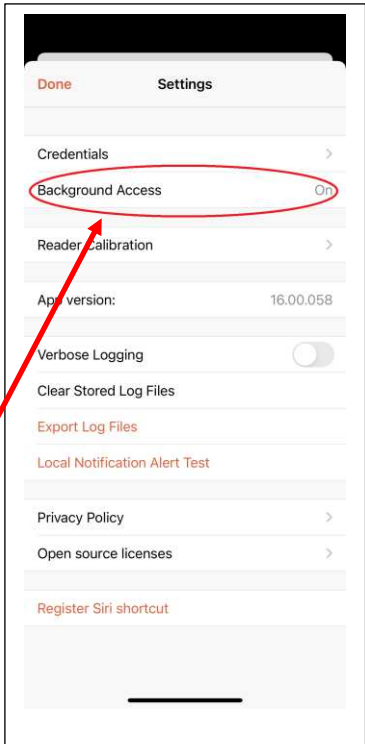 Done Settings
Credentials
Background Access On
Reader Calibration
App version: 16.00.058
Verbose Logging
Clear Stored Log Files
Export Log Files
Local Notification Alert Test
Privacy Policy
Open source licenses
Register Siri shortcut